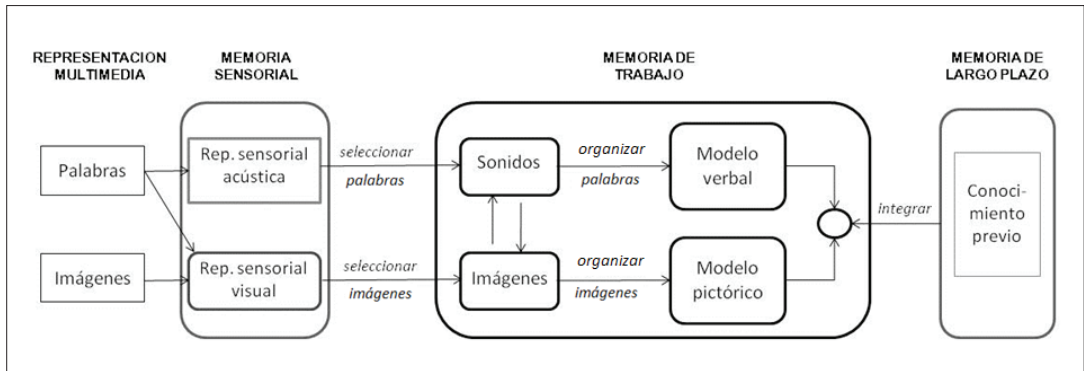 REPRESENTACION
MULTIMEDIA
MEMORIA
SENSORIAL
MEMORIA DE
TRABAJO
MEMORIA DE
LARGO PLAZO
Palabras
Rep. sensorial
acústica
seleccionar
palabras
Sonidos
organizar
palabras
Modelo
verbal
integrar
Conoci-
miento
previo
Imágenes
Rep. sensorial
visual
seleccionar
imágenes
Imágenes
organizar
imágenes
Modelo
pictórico